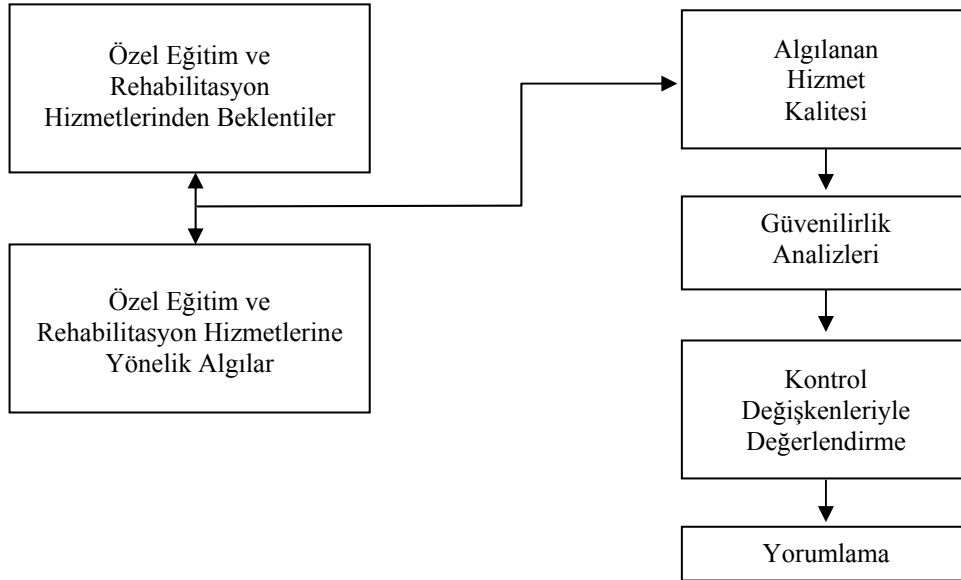 Özel Eğitim ve
Rehabilitasyon
Hizmetlerinden Beklentiler
Özel Eğitim ve
Rehabilitasyon Hizmetlerine
Yönelik Algılar
Algılanan
Hizmet
Kalitesi
Güvenilirlik
Analizleri
Kontrol
Değişkenleriyle
Değerlendirme
Yorumlama